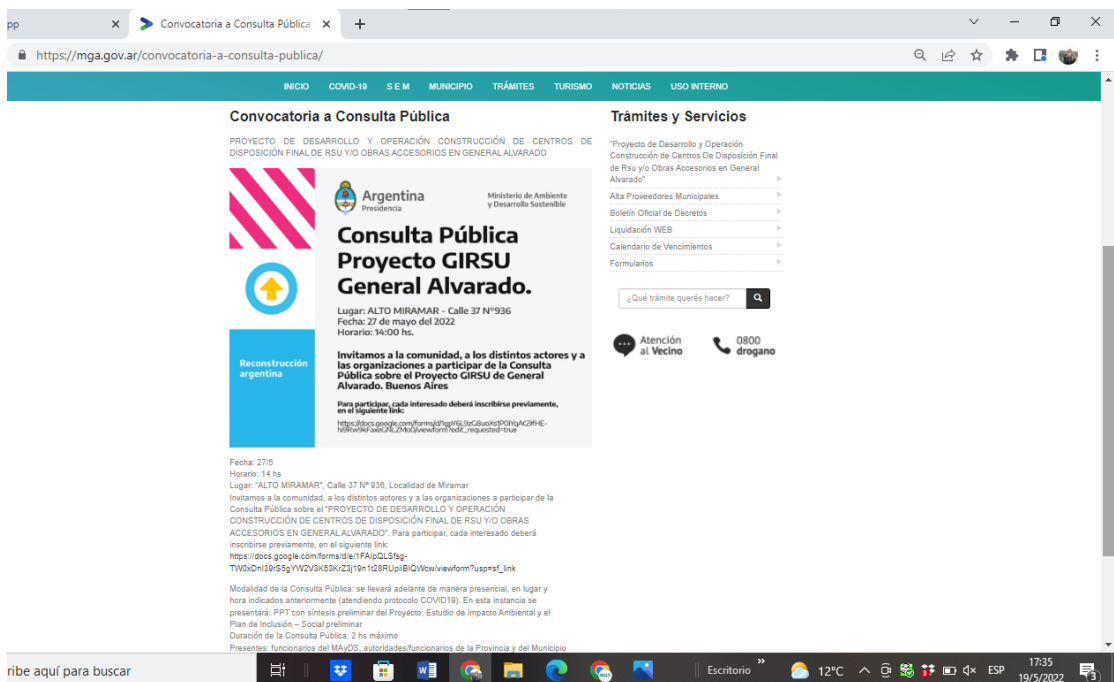 pp
Convocatoria a Consulta Pública
https://mga.gov.ar/convocatoria-a-consulta-publica/
INICIO COVID-19 S E M MUNICIPIO TRÁMITES TURISMO NOTICIAS USO INTERNO
Convocatoria a Consulta Pública
PROYECTO DE DESARROLLO Y OPERACIÓN CONSTRUCCIÓN DE CENTROS DE
DISPOSICIÓN FINAL DE RSU Y/O OBRAS ACCESORIOS EN GENERAL ALVARADO
Argentina
Presidencia
Ministerio de Ambiente
y Desarrollo Sostenible
Consulta Pública
Proyecto GIRSU
General Alvarado.
Lugar: ALTO MIRAMAR - Calle 37 N°936
Fecha: 27 de mayo del 2022
Horario: 14:00 hs.
Reconstrucción
argentina
Invitamos a la comunidad, a los distintos actores y a
las organizaciones a participar de la Consulta
Pública sobre el Proyecto GIRSU de General
Alvarado. Buenos Aires
Para participar, cada interesado deberá inscribirse previamente,
en el siguiente link:
Fecha: 27/5
Horario: 14 hs
Lugar: "ALTO MIRAMAR", Calle 37 Nº 936, Localidad de Miramar
Invitamos a la comunidad, a los distintos actores y a las organizaciones a participar de la
Consulta Pública sobre el "PROYECTO DE DESARROLLO Y OPERACIÓN
CONSTRUCCIÓN DE CENTROS DE DISPOSICIÓN FINAL DE RSU Y/O OBRAS
ACCESORIOS EN GENERAL ALVARADO". Para participar, cada interesado deberá
inscribirse previamente, en el siguiente link:
https://docs.google.com/forms/d/e/1FAIpQLSfsg-
Modalidad de la Consulta Pública: se llevará adelante de manera presencial, en lugar y
hora indicados anteriormente (atendiendo protocolo COVID19). En esta instancia se
presentará: PPT con síntesis preliminar del Proyecto, Estudio de Impacto Ambiental y el
Plan de Inclusión – Social preliminar
Duración de la Consulta Pública: 2 hs máximo
Presentes: funcionarios del MAyDS, autoridades/funcionarios de la Provincia y del Municipio
Trámites y Servicios
"Proyecto de Desarrollo y Operación
Construcción de Centros De Disposición Final
de Rsu y/o Obras Accesorios en General
Alvarado"
Alta Proveedores Municipales
Boletín Oficial de Decretos
Liquidación WEB
Calendario de Vencimientos
Formularios
¿Qué trámite querés hacer?
Atención
al Vecino
0800
drogano
ribe aquí para buscar
Escritorio
12°C
ESP
17:35
19/5/2022
3